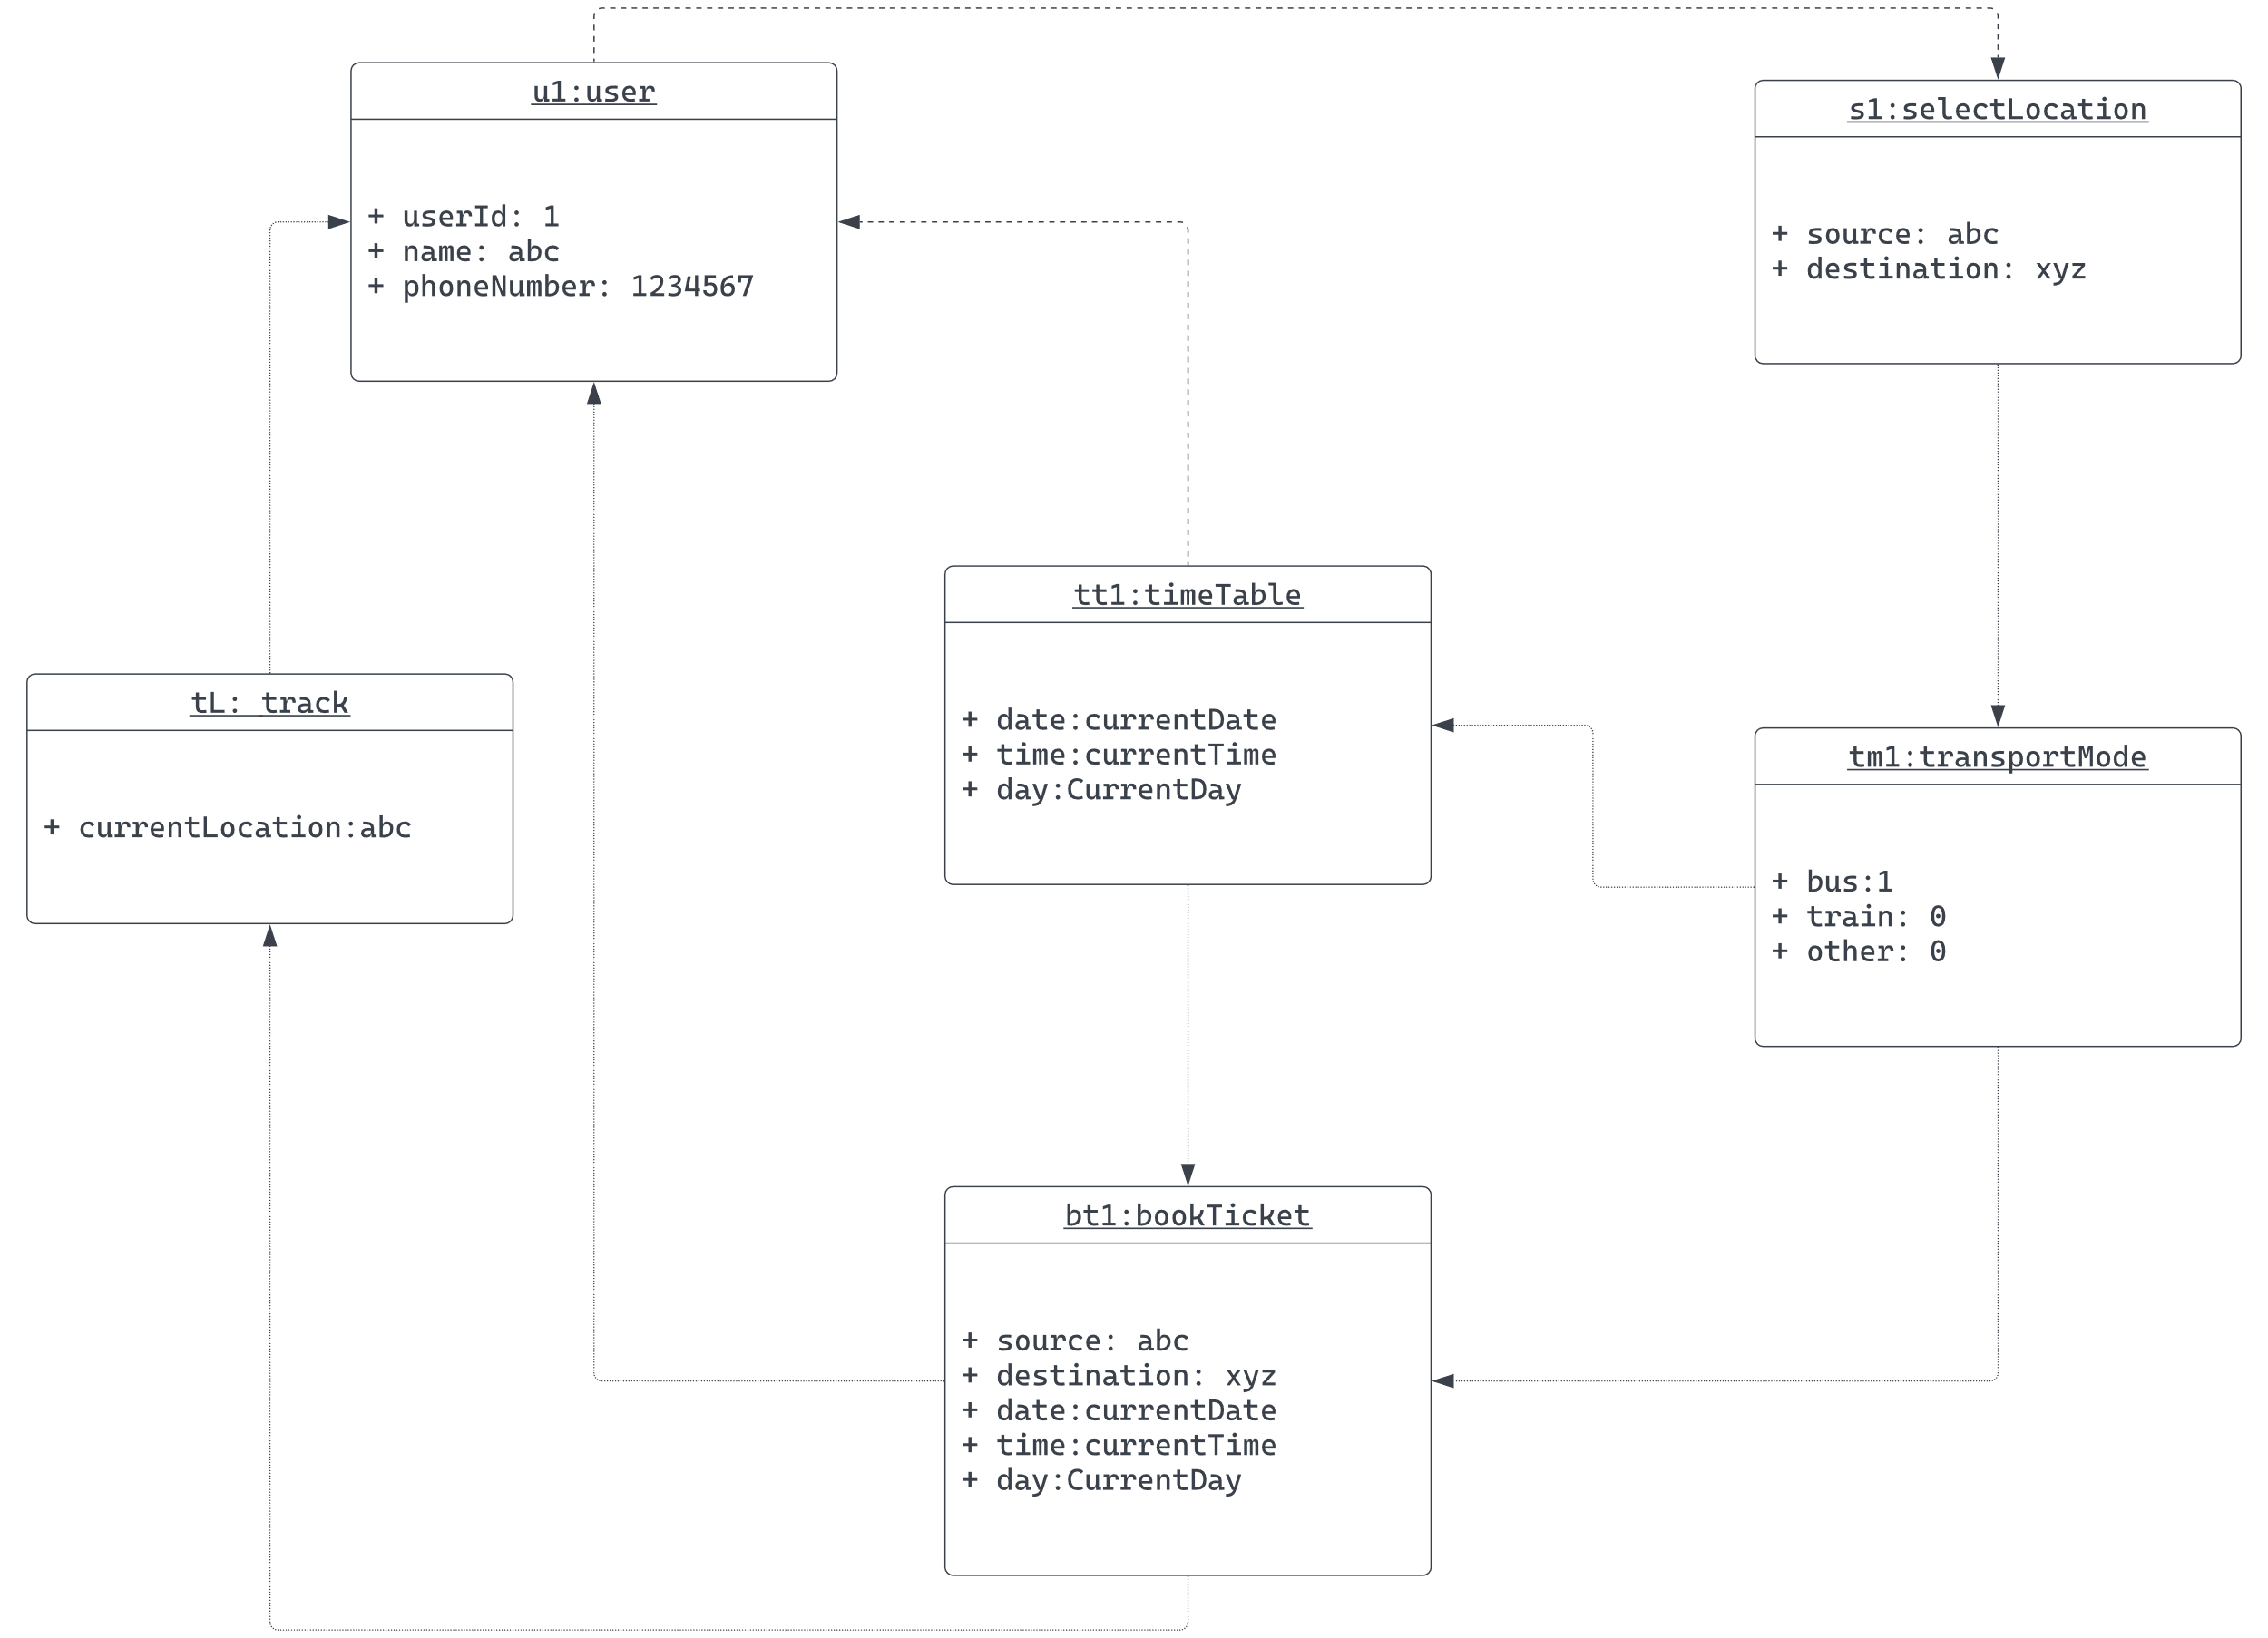 u1:user
+ userId: 1
+ name: abc
+ phoneNumber: 1234567
s1:selectLocation
+ source: abc
+ destination: xyz
tt1:timeTable
+ date:currentDate
+ time:currentTime
+ day:CurrentDay
tL: track
+ currentLocation:abc
tm1:transportMode
+ bus:1
+ train: 0
+ other: 0
bt1:bookTicket
+ source: abc
+ destination: xyz
+ date:currentDate
+ time:currentTime
+ day:CurrentDay